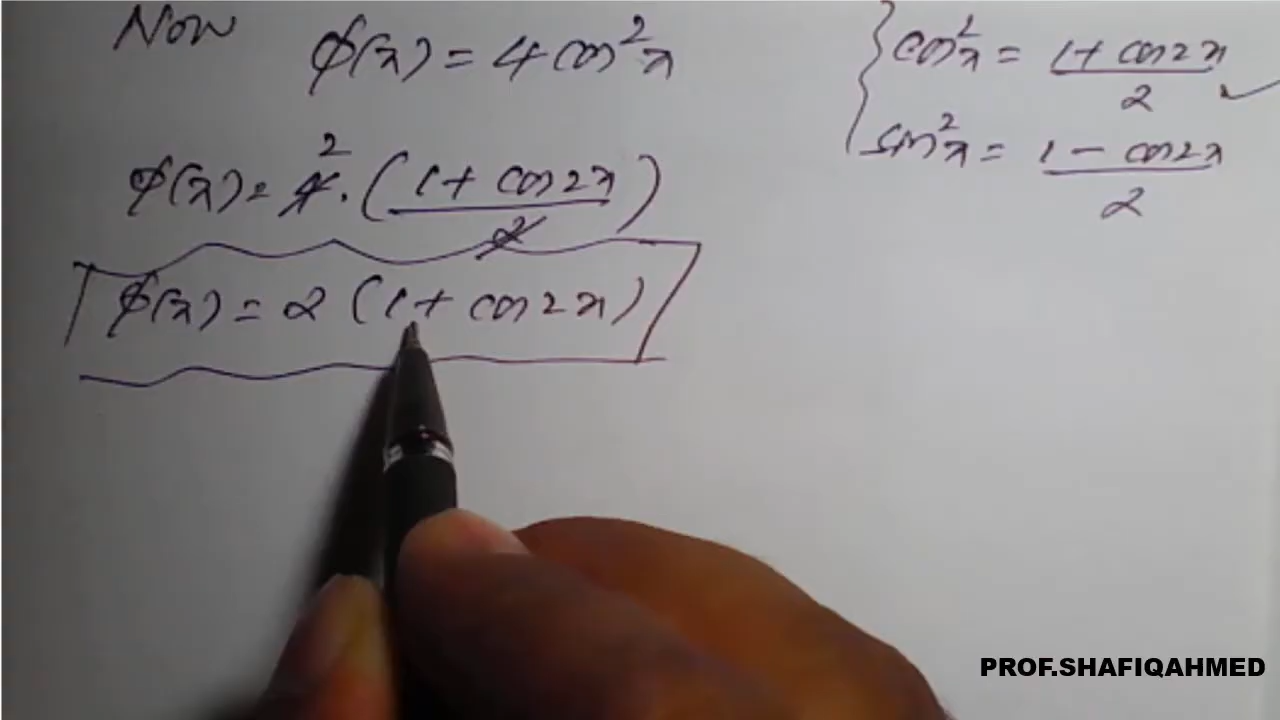 Now φ(x) = 4 cos²x
φ(x) = 4 2 . ( 1 + cos2x / 2 )
φ(x) = 2 ( 1 + cos2x )
{ cos²x = 1 + cos2x / 2 ✓
sin²x = 1 - cos2x / 2
PROF.SHAFIQAHMED